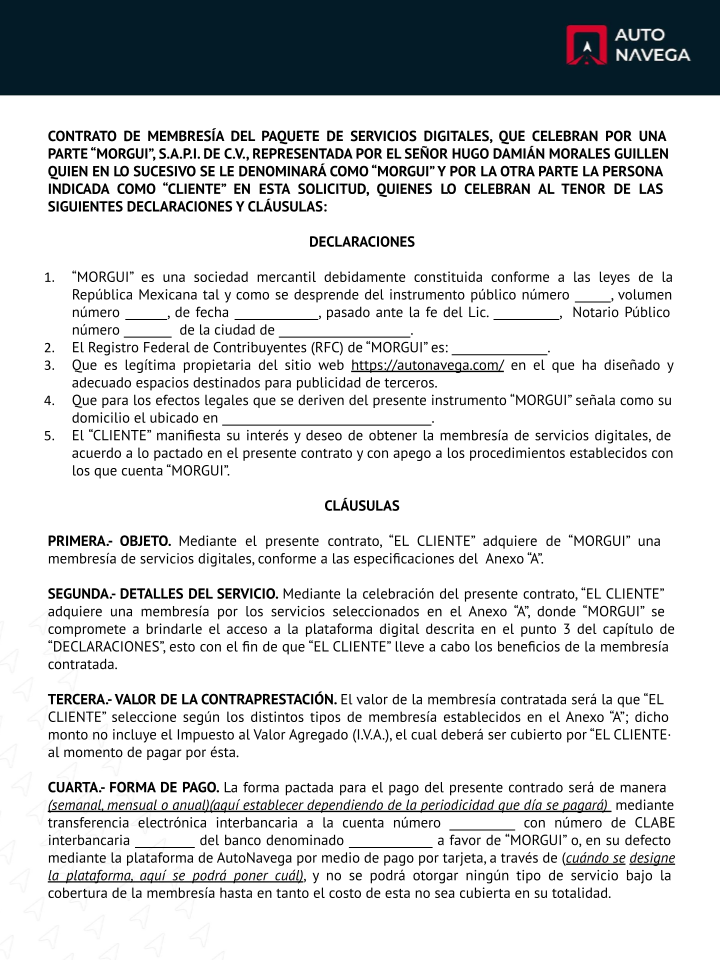 AUTO
NAVEGA
CONTRATO DE MEMBRESÍA DEL PAQUETE DE SERVICIOS DIGITALES, QUE CELEBRAN POR UNA
PARTE “MORGUI”, S.A.P.I. DE C.V., REPRESENTADA POR EL SEÑOR HUGO DAMIÁN MORALES GUILLEN
QUIEN EN LO SUCESIVO SE LE DENOMINARÁ COMO “MORGUI” Y POR LA OTRA PARTE LA PERSONA
INDICADA COMO “CLIENTE” EN ESTA SOLICITUD, QUIENES LO CELEBRAN AL TENOR DE LAS
SIGUIENTES DECLARACIONES Y CLÁUSULAS:
DECLARACIONES
1. “MORGUI” es una sociedad mercantil debidamente constituida conforme a las leyes de la
República Mexicana tal y como se desprende del instrumento público número _____, volumen
número ______, de fecha ____________, pasado ante la fe del Lic. _________, Notario Público
número _______ de la ciudad de ___________________.
2. El Registro Federal de Contribuyentes (RFC) de “MORGUI” es: ______________.
3. Que es legítima propietaria del sitio web https://autonavega.com/ en el que ha diseñado y
adecuado espacios destinados para publicidad de terceros.
4. Que para los efectos legales que se deriven del presente instrumento “MORGUI” señala como su
domicilio el ubicado en ______________________________.
5. El “CLIENTE” manifiesta su interés y deseo de obtener la membresía de servicios digitales, de
acuerdo a lo pactado en el presente contrato y con apego a los procedimientos establecidos con
los que cuenta “MORGUI”.
CLÁUSULAS
PRIMERA.- OBJETO. Mediante el presente contrato, “EL CLIENTE” adquiere de “MORGUI” una
membresía de servicios digitales, conforme a las especificaciones del Anexo “A”.
SEGUNDA.- DETALLES DEL SERVICIO. Mediante la celebración del presente contrato, “EL CLIENTE”
adquiere una membresía por los servicios seleccionados en el Anexo “A”, donde “MORGUI” se
compromete a brindarle el acceso a la plataforma digital descrita en el punto 3 del capítulo de
“DECLARACIONES”, esto con el fin de que “EL CLIENTE” lleve a cabo los beneficios de la membresía
contratada.
TERCERA.- VALOR DE LA CONTRAPRESTACIÓN. El valor de la membresía contratada será la que “EL
CLIENTE” seleccione según los distintos tipos de membresía establecidos en el Anexo “A”; dicho
monto no incluye el Impuesto al Valor Agregado (I.V.A.), el cual deberá ser cubierto por “EL CLIENTE·
al momento de pagar por ésta.
CUARTA.- FORMA DE PAGO. La forma pactada para el pago del presente contrado será de manera
(semanal, mensual o anual)(aquí establecer dependiendo de la periodicidad que día se pagará) mediante
transferencia electrónica interbancaria a la cuenta número _________ con número de CLABE
interbancaria _________ del banco denominado ____________ a favor de “MORGUI” o, en su defecto
mediante la plataforma de AutoNavega por medio de pago por tarjeta, a través de (cuándo se designe
la plataforma, aquí se podrá poner cuál), y no se podrá otorgar ningún tipo de servicio bajo la
cobertura de la membresía hasta en tanto el costo de esta no sea cubierta en su totalidad.